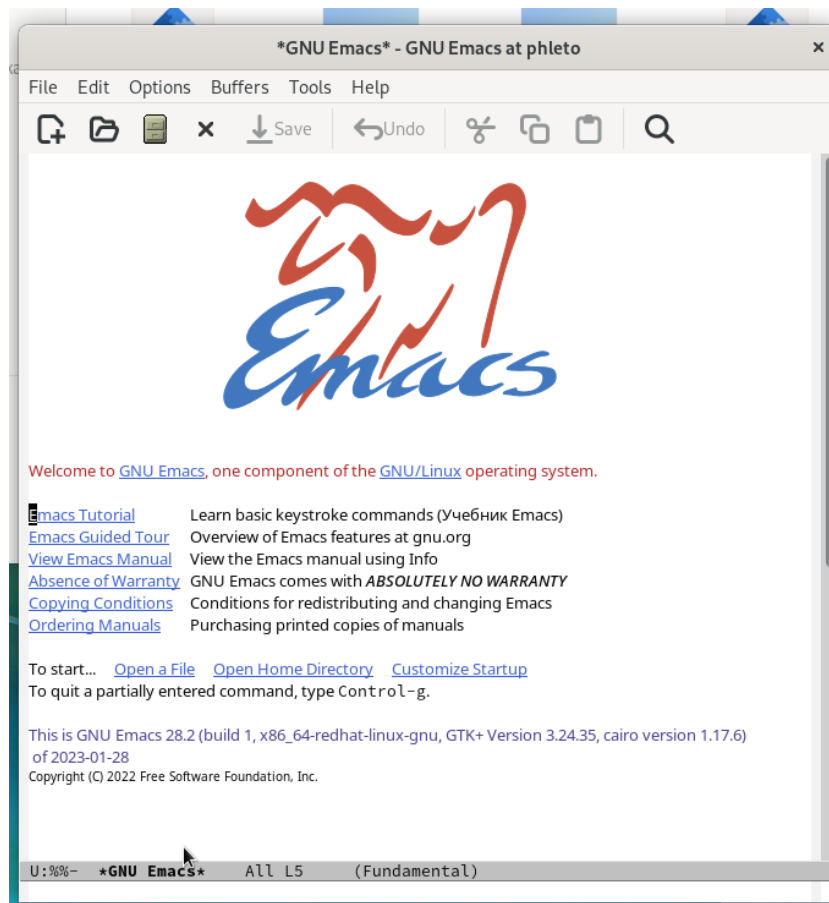 *GNU Emacs* - GNU Emacs at phleto
File Edit Options Buffers Tools Help
Save Undo
Emacs
Welcome to GNU Emacs, one component of the GNU/Linux operating system.
Emacs Tutorial Learn basic keystroke commands (Учебник Emacs)
Emacs Guided Tour Overview of Emacs features at gnu.org
View Emacs Manual View the Emacs manual using Info
Absence of Warranty GNU Emacs comes with ABSOLUTELY NO WARRANTY
Copying Conditions Conditions for redistributing and changing Emacs
Ordering Manuals Purchasing printed copies of manuals
To start... Open a File Open Home Directory Customize Startup
To quit a partially entered command, type Control-g.
This is GNU Emacs 28.2 (build 1, x86_64-redhat-linux-gnu, GTK+ Version 3.24.35, cairo version 1.17.6)
of 2023-01-28
Copyright (C) 2022 Free Software Foundation, Inc.
U:%%- *GNU Emacs* All L5 (Fundamental)